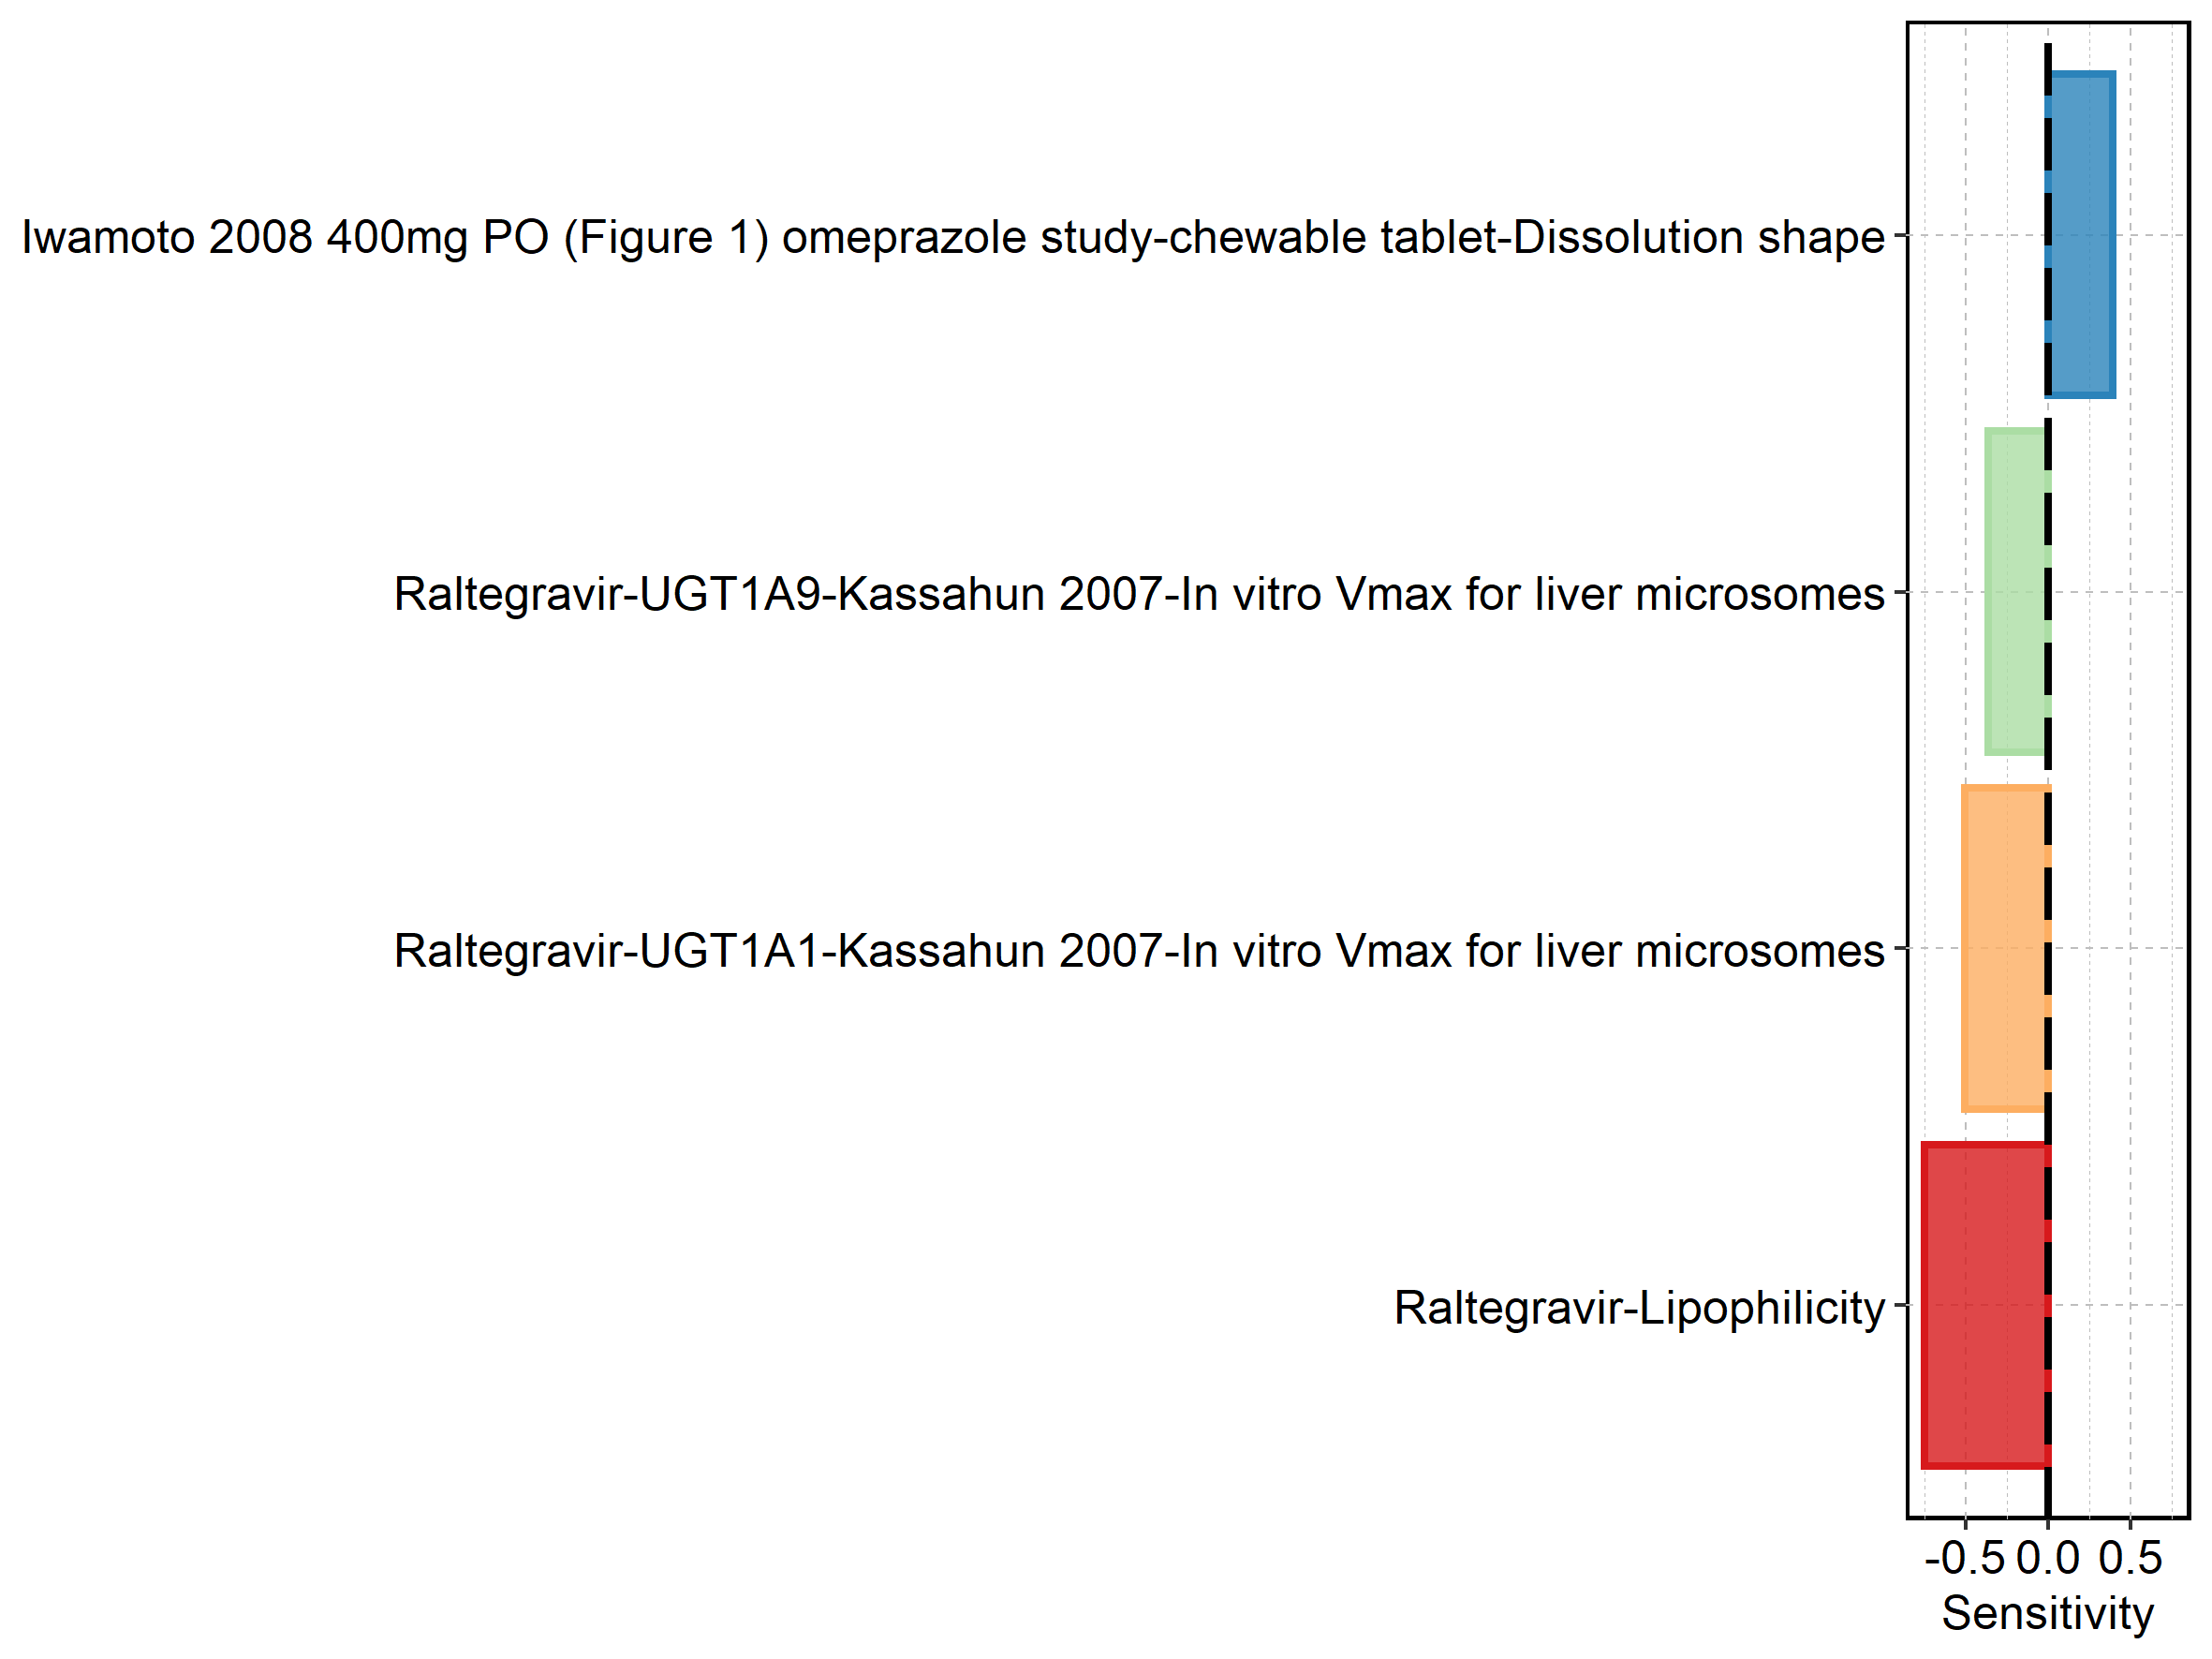 Iwamoto 2008 400mg PO (Figure 1) omeprazole study-chewable tablet-Dissolution shape
Raltegravir-UGT1A9-Kassahun 2007-In vitro Vmax for liver microsomes
Raltegravir-UGT1A1-Kassahun 2007-In vitro Vmax for liver microsomes
Raltegravir-Lipophilicity
-0.5 0.0 0.5
Sensitivity